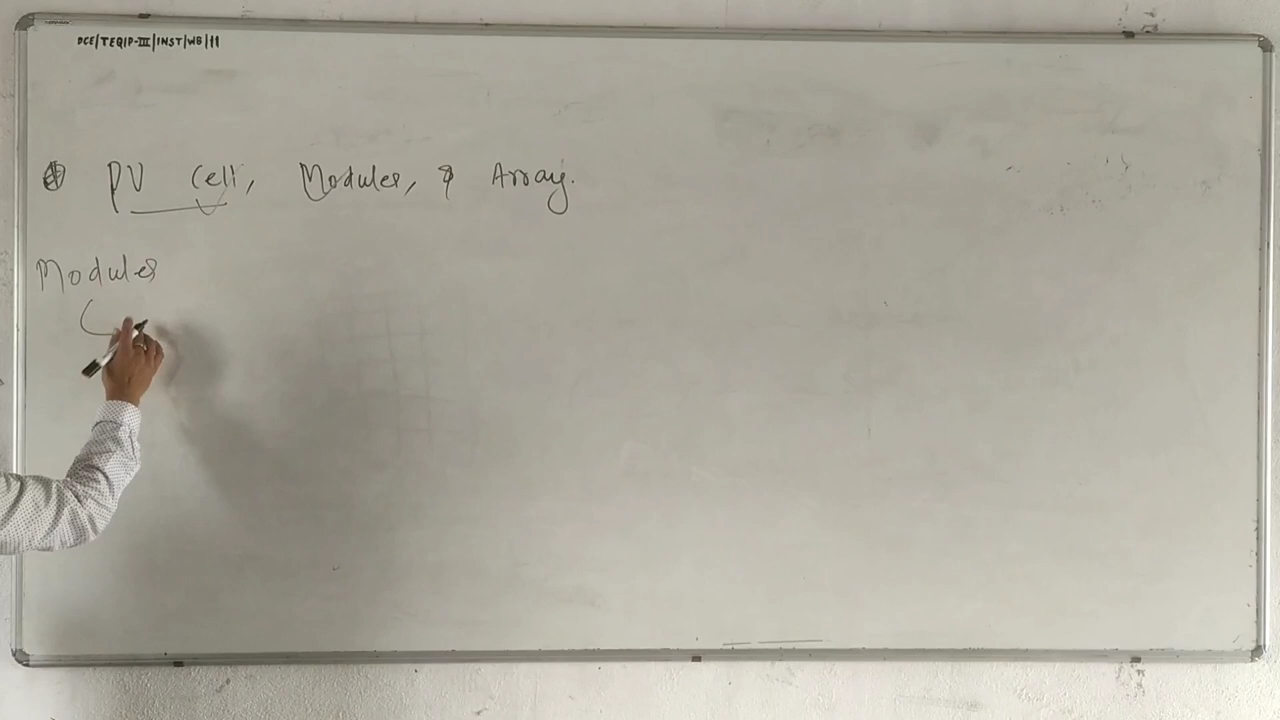 DCE/TEQIP-III/INST/WB/11
PV Cell, Modules, & Array.
Modules